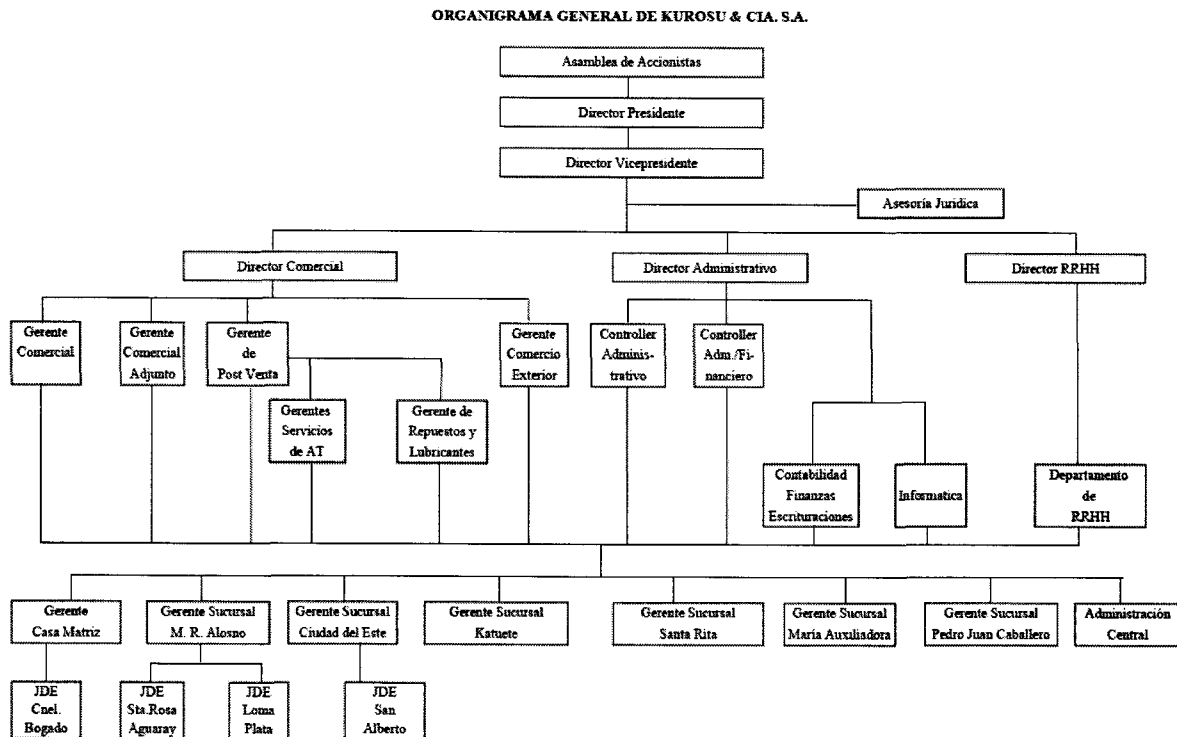 ORGANIGRAMA GENERAL DE KUROSU & CIA. S.A.
Asamblea de Accionistas
Director Presidente
Director Vicepresidente
Asesoría Juridica
Director Comercial
Director Administrativo
Director RRHH
Gerente
Comercial
Gerente
Comercial
Adjunto
Gerente
de
Post Venta
Gerente
Comercio
Exterior
Controller
Adminis-
trativo
Controller
Adm./Fi-
nanciero
Gerentes
Servicios
de AT
Gerente de
Repuestos y
Lubricantes
Contabilidad
Finanzas
Escrituraciones
Informatica
Departamento
de
RRHH
Gerente
Casa Matriz
Gerente Sucursal
M. R. Alosno
Gerente Sucursal
Ciudad del Este
Gerente Sucursal
Katuete
Gerente Sucursal
Santa Rita
Gerente Sucursal
María Auxiliadora
Gerente Sucursal
Pedro Juan Caballero
Administración
Central
JDE
Cnel.
Bogado
JDE
Sta.Rosa
Aguaray
JDE
Loma
Plata
JDE
San
Alberto